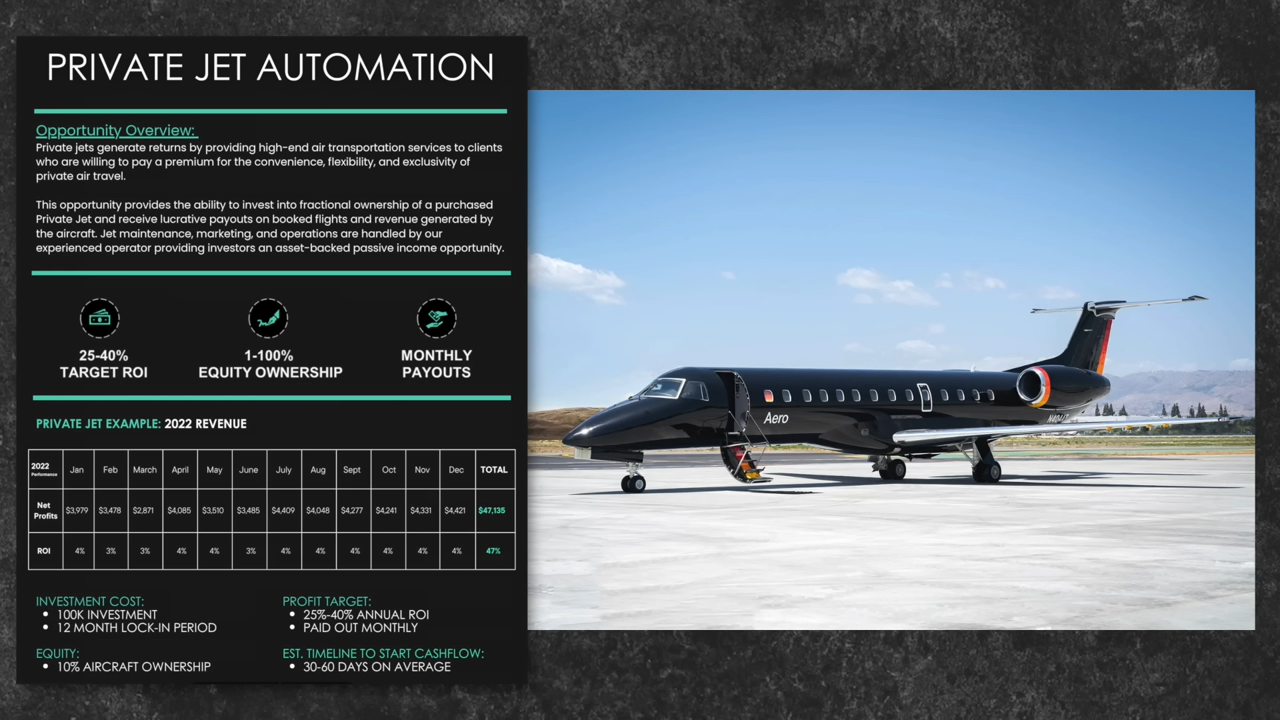 PRIVATE JET AUTOMATION
Opportunity Overview:
Private jets generate returns by providing high-end air transportation services to clients
who are willing to pay a premium for the convenience, flexibility, and exclusivity of
private air travel.
This opportunity provides the ability to invest into fractional ownership of a purchased
Private Jet and receive lucrative payouts on booked flights and revenue generated by
the aircraft. Jet maintenance, marketing, and operations are handled by our
experienced operator providing investors an asset-backed passive income opportunity.
25-40%
TARGET ROI
1-100%
EQUITY OWNERSHIP
MONTHLY
PAYOUTS
PRIVATE JET EXAMPLE: 2022 REVENUE
2022 Performance Jan Feb March April May June July Aug Sept Oct Nov Dec TOTAL
Net Profits $3,979 $3,478 $2,871 $4,085 $3,510 $3,485 $4,409 $4,048 $4,277 $4,241 $4,331 $4,421 $47,135
ROI 4% 3% 3% 4% 4% 3% 4% 4% 4% 4% 4% 4% 47%
INVESTMENT COST:
• 100K INVESTMENT
• 12 MONTH LOCK-IN PERIOD
PROFIT TARGET:
• 25%-40% ANNUAL ROI
• PAID OUT MONTHLY
EQUITY:
• 10% AIRCRAFT OWNERSHIP
EST. TIMELINE TO START CASHFLOW:
• 30-60 DAYS ON AVERAGE
Aero